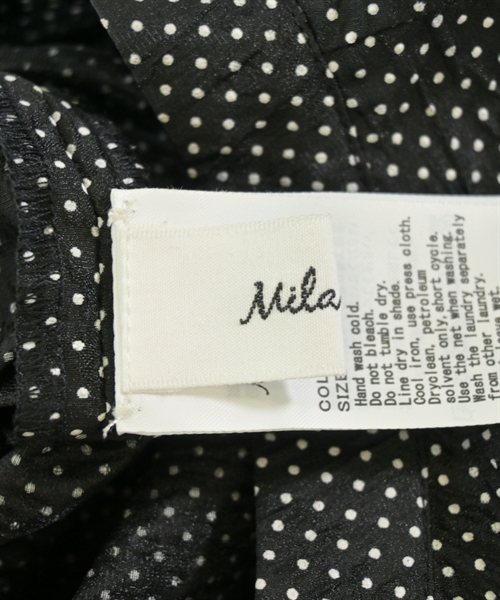 Mila
COL
SIZE
Hand wash cold.
Do not bleach.
Do not tumble dry.
Line dry in shade.
Cool iron, use press cloth.
Dryclean, petroleum
solvent only, short cycle.
Use the net when washing.
Wash the laundry separately
from other laundry.